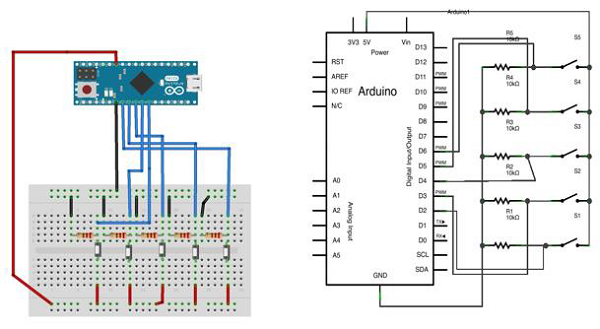 Arduino1
3V3 5V Vin
Power
RST
AREF
IO REF
N/C
A0
A1
A2
A3
A4
A5
Analog Input
Arduino
Digital Input/Output
D13
D12
D11 PWM
D10 PWM
D9 PWM
D8
D7
D6 PWM
D5 PWM
D4
D3 PWM
D2
D1
D0
SCL
SDA
GND
R5
10kΩ
S5
R4
10kΩ
S4
R3
10kΩ
S3
R2
10kΩ
S2
R1
10kΩ
S1